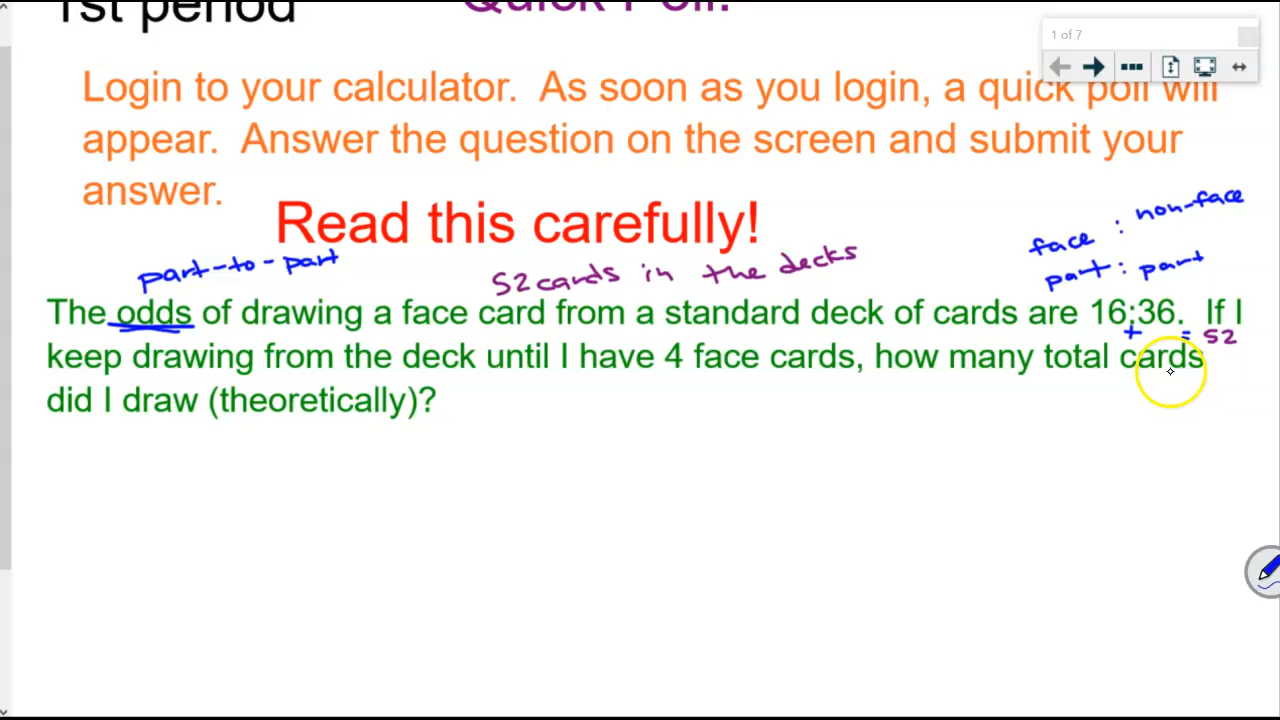 1st period Quick Poll!
1 of 7
Login to your calculator. As soon as you login, a quick poll will
appear. Answer the question on the screen and submit your
answer.
Read this carefully!
face : non-face
part-to-part
52 cards in the decks
part : part
The odds of drawing a face card from a standard deck of cards are 16:36. If I
+ = 52
keep drawing from the deck until I have 4 face cards, how many total cards
did I draw (theoretically)?